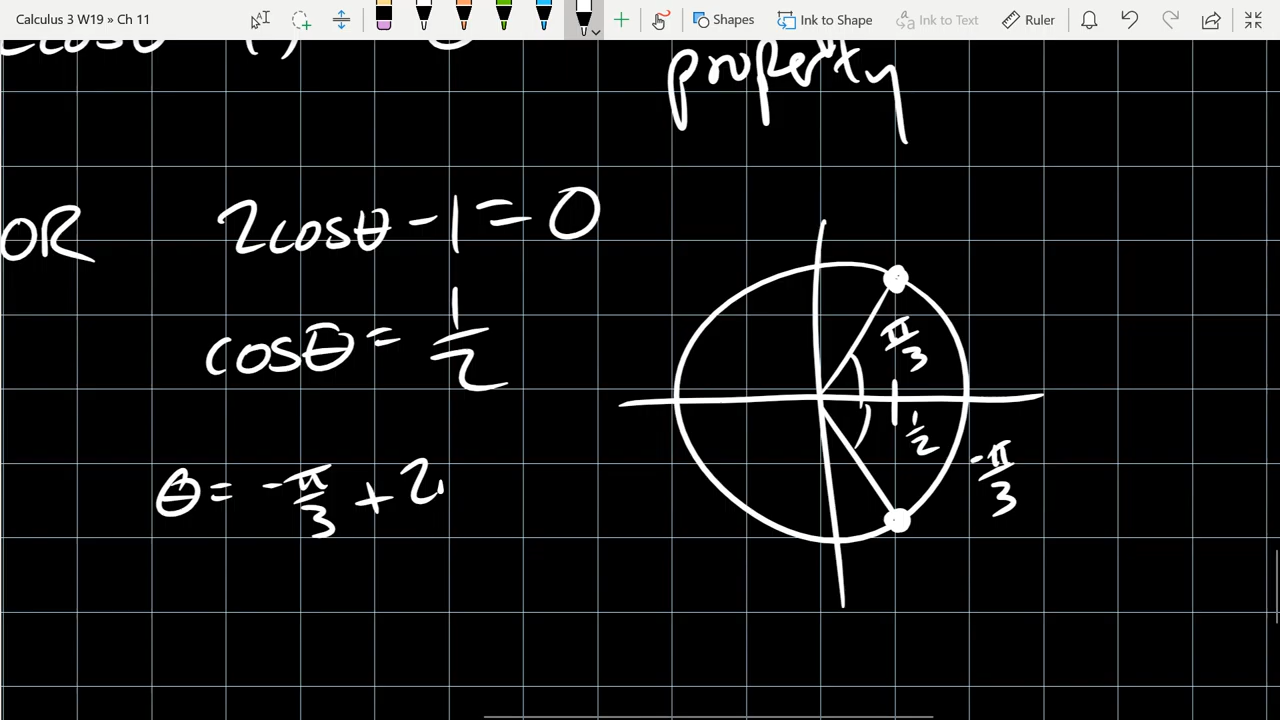 Calculus 3 W19 » Ch 11
Shapes
Ink to Shape
Ink to Text
Ruler
2cosθ
property
OR 2cosθ - 1 = 0
cosθ = 1/2
π/3
1/2
-π/3
θ = -π/3 + 2